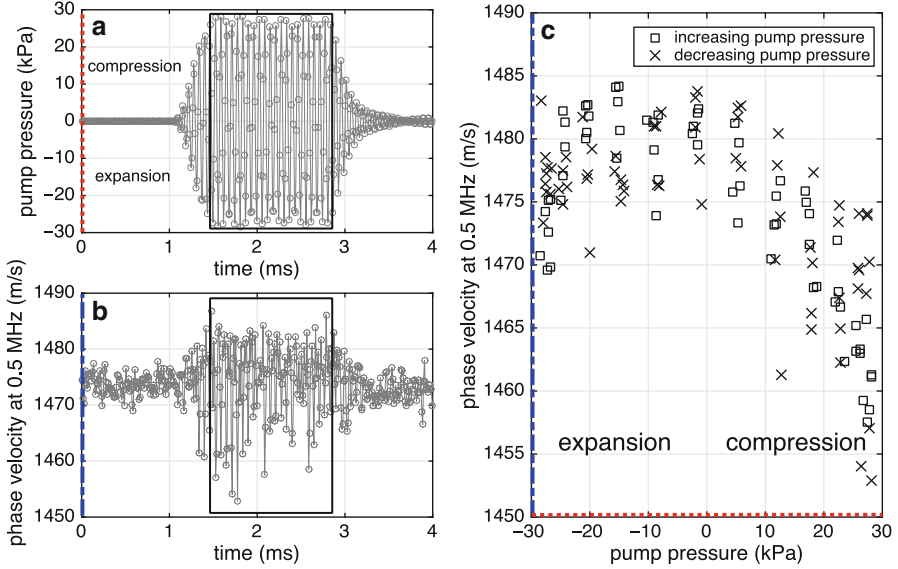 a
pump pressure (kPa)
30
20
10
0
−10
−20
−30
compression
expansion
0 1 2 3 4
time (ms)
b
phase velocity at 0.5 MHz (m/s)
1490
1480
1470
1460
1450
0 1 2 3 4
time (ms)
c
phase velocity at 0.5 MHz (m/s)
1490
1485
1480
1475
1470
1465
1460
1455
1450
increasing pump pressure
decreasing pump pressure
expansion compression
−30 −20 −10 0 10 20 30
pump pressure (kPa)